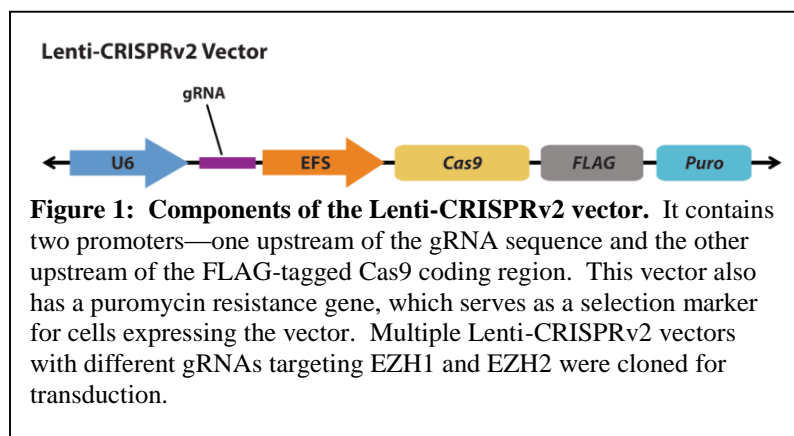 Lenti-CRISPRv2 Vector
gRNA
U6
EFS
Cas9
FLAG
Puro
Figure 1: Components of the Lenti-CRISPRv2 vector. It contains
two promoters—one upstream of the gRNA sequence and the other
upstream of the FLAG-tagged Cas9 coding region. This vector also
has a puromycin resistance gene, which serves as a selection marker
for cells expressing the vector. Multiple Lenti-CRISPRv2 vectors
with different gRNAs targeting EZH1 and EZH2 were cloned for
transduction.